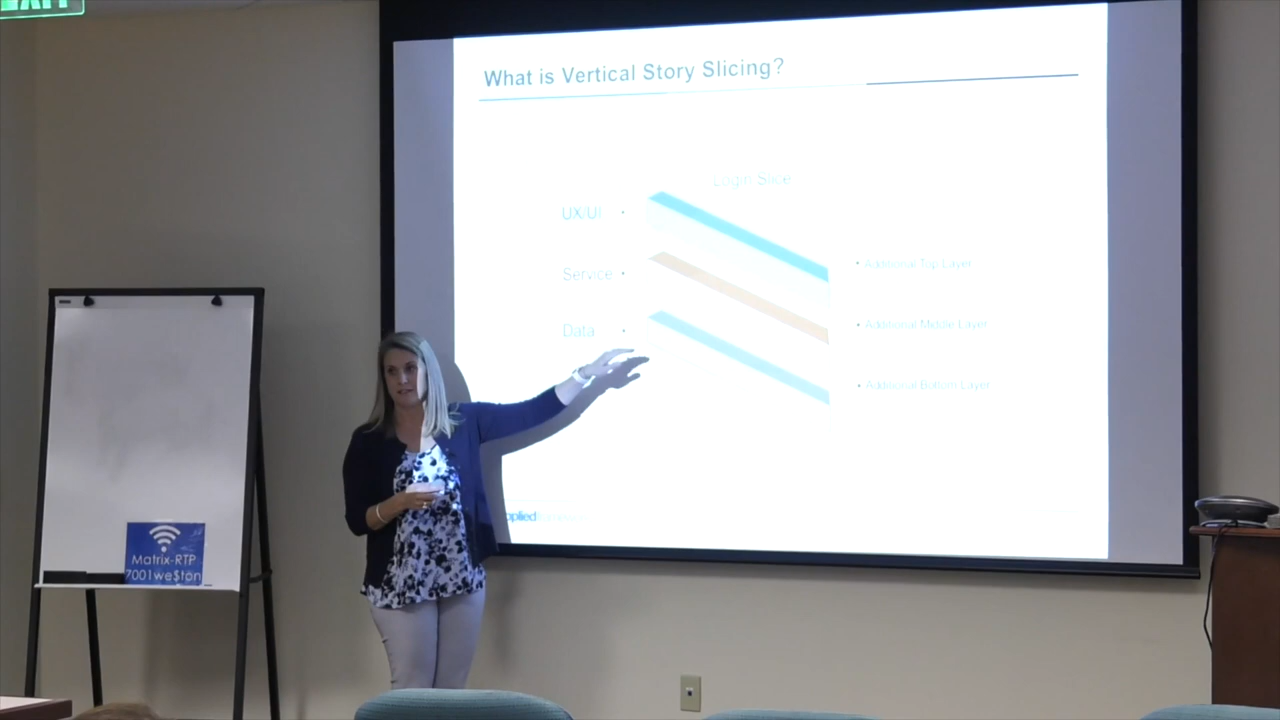 EXIT
What is Vertical Story Slicing?
Login Slice
UX/UI
Service
Data
Additional Top Layer
Additional Middle Layer
Additional Bottom Layer
Matrix-RTP
7001we$ton